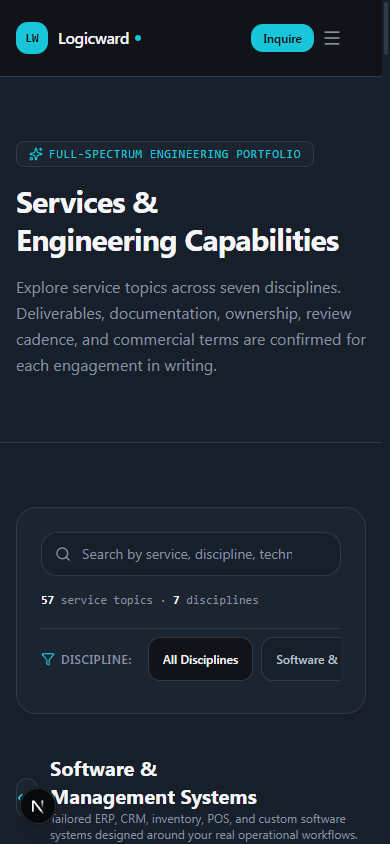 LW
Logicward
Inquire
FULL-SPECTRUM ENGINEERING PORTFOLIO
Services &
Engineering Capabilities
Explore service topics across seven disciplines.
Deliverables, documentation, ownership, review
cadence, and commercial terms are confirmed for
each engagement in writing.
Search by service, discipline, techn
57 service topics · 7 disciplines
DISCIPLINE:
All Disciplines
Software &
Software &
Management Systems
Tailored ERP, CRM, inventory, POS, and custom software
systems designed around your real operational workflows.
N